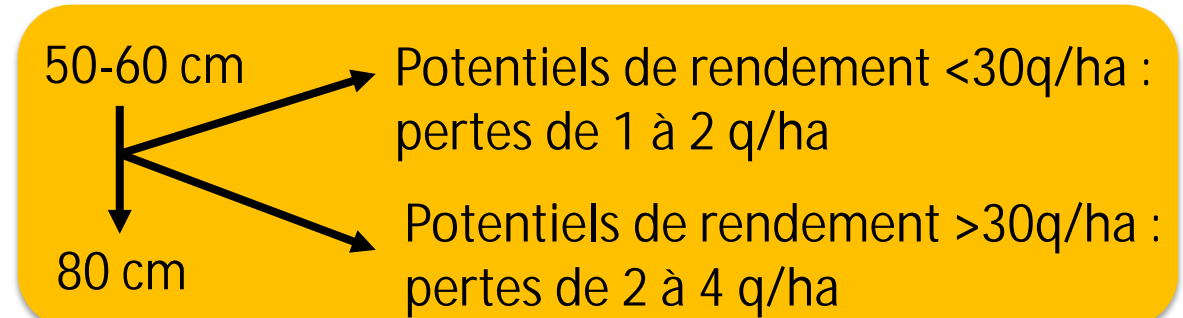 50-60 cm
80 cm
Potentiels de rendement <30q/ha :
pertes de 1 à 2 q/ha
Potentiels de rendement >30q/ha :
pertes de 2 à 4 q/ha